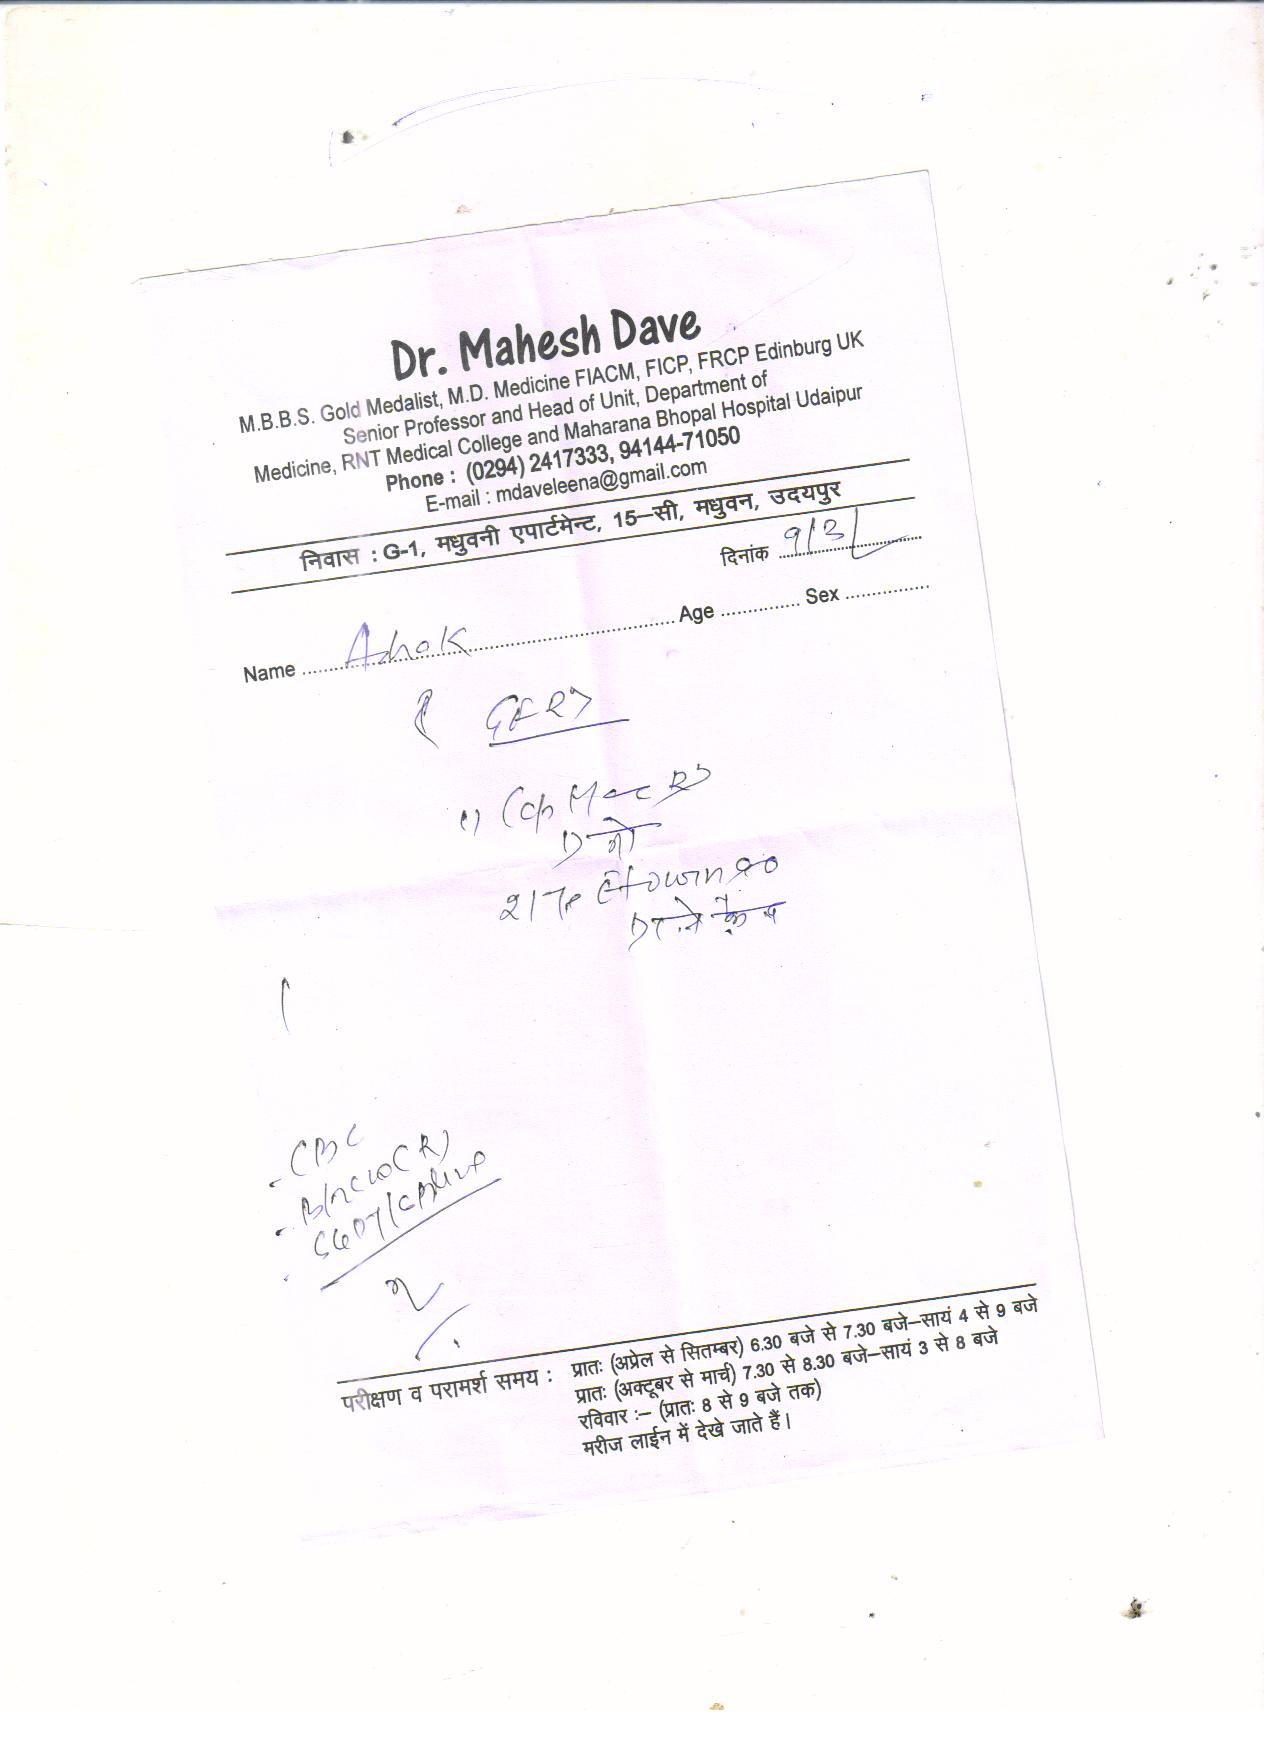 Dr. Mahesh Dave
M.B.B.S. Gold Medalist, M.D. Medicine FIACM, FICP, FRCP Edinburg UK
Senior Professor and Head of Unit, Department of
Medicine, RNT Medical College and Maharana Bhopal Hospital Udaipur
Phone : (0294) 2417333, 94144-71050
E-mail : mdaveleena@gmail.com
निवास : G-1, मधुवनी एपार्टमेन्ट, 15–सी, मधुवन, उदयपुर
दिनांक 9/3/
Name Ashok Age Sex
GERD
1) Cap
2)
- CBC
परीक्षण व परामर्श समय : प्रातः (अप्रेल से सितम्बर) 6.30 बजे से 7.30 बजे–सायं 4 से 9 बजे
प्रातः (अक्टूबर से मार्च) 7.30 से 8.30 बजे–सायं 3 से 8 बजे
रविवार :– (प्रातः 8 से 9 बजे तक)
मरीज लाईन में देखे जाते हैं।